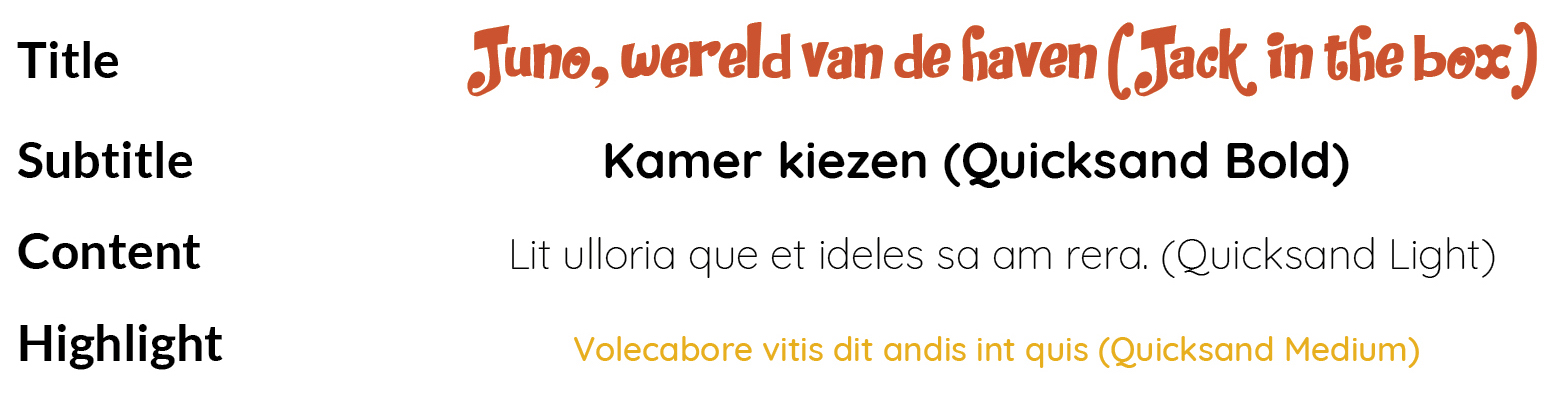 Title Juno, wereld van de haven (Jack in the box)
Subtitle Kamer kiezen (Quicksand Bold)
Content Lit ulloria que et ideles sa am rera. (Quicksand Light)
Highlight Volecabore vitis dit andis int quis (Quicksand Medium)